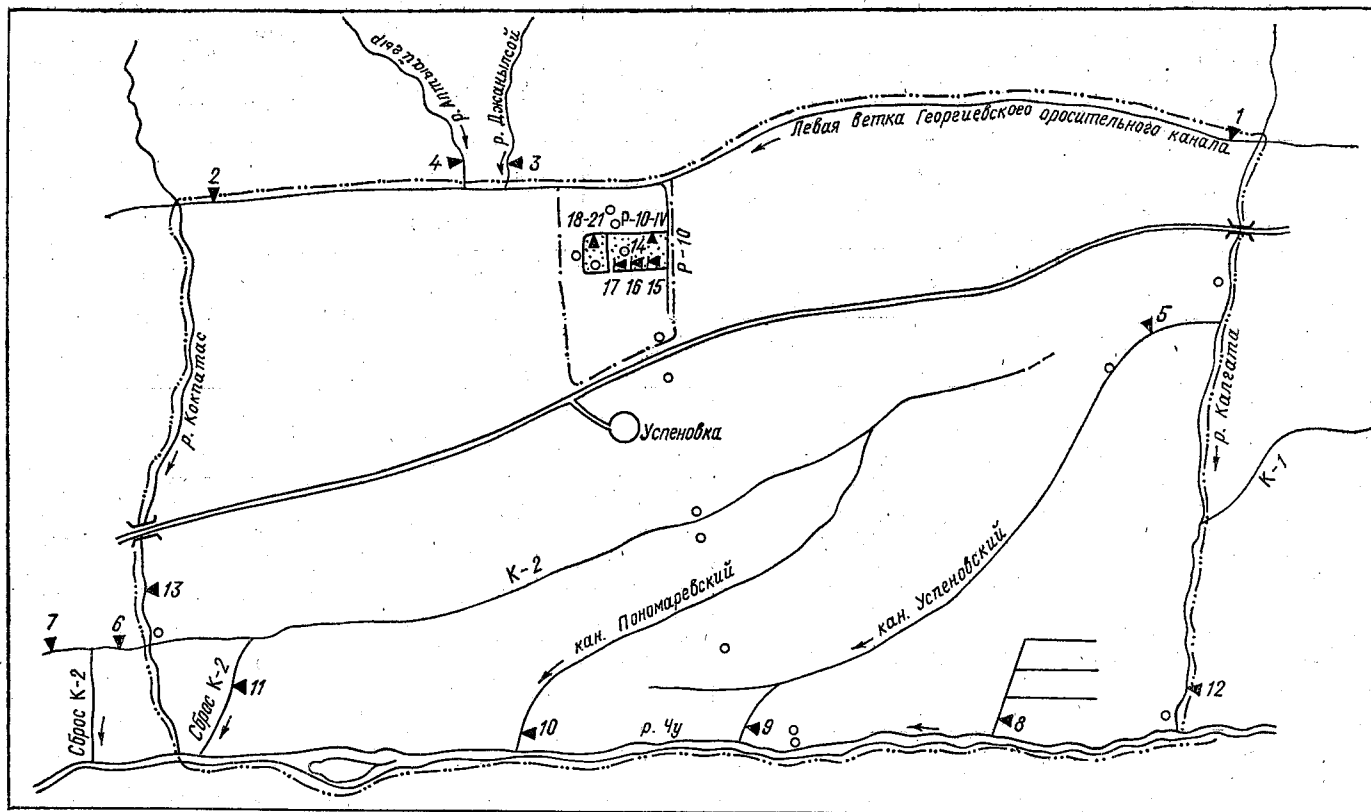 р. Алтыайгыр
р. Джаныпсой
Левая ветка Георгиевского оросительного канала
1
2
4
3
18-21
Р-10-IV
14
Р-10
17 16 15
5
р. Кокпатас
р. Калгата
Успеновка
К-1
К-2
кан. Пономаревский
кан. Успеновский
13
7
6
Сброс К-2
Сброс К-2
11
10
р. Чу
9
8
12